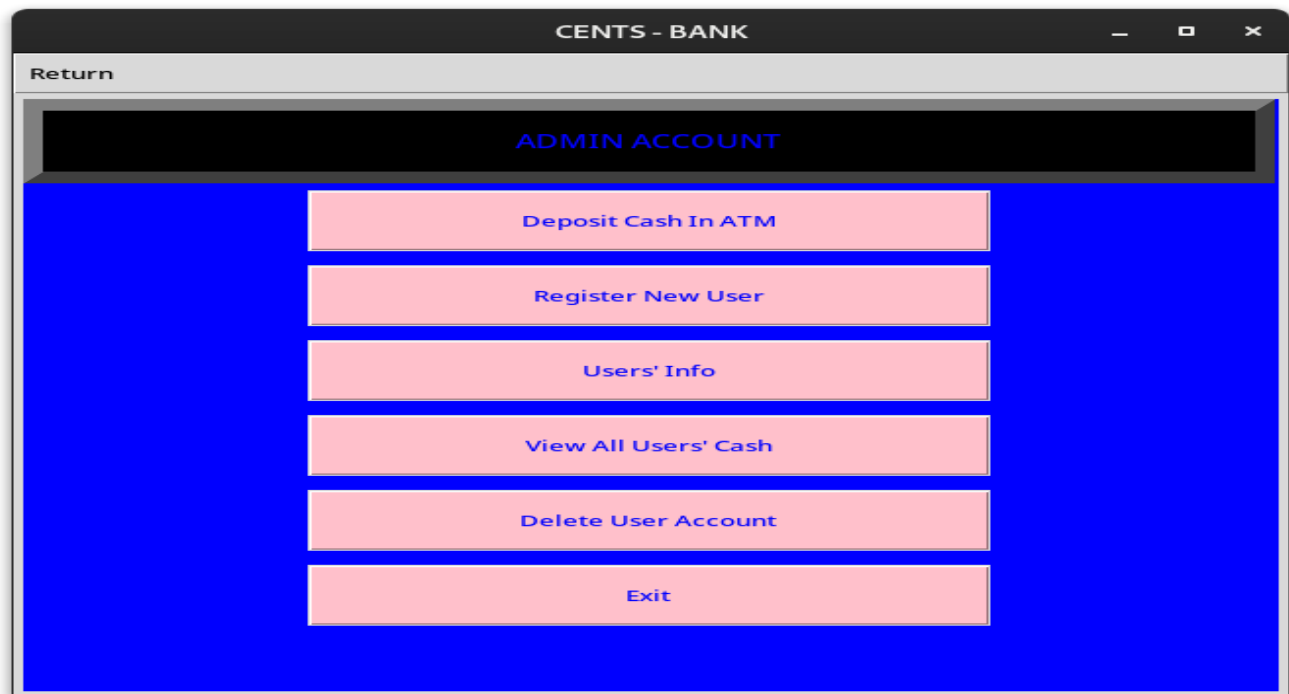 CENTS - BANK
Return
ADMIN ACCOUNT
Deposit Cash In ATM
Register New User
Users' Info
View All Users' Cash
Delete User Account
Exit